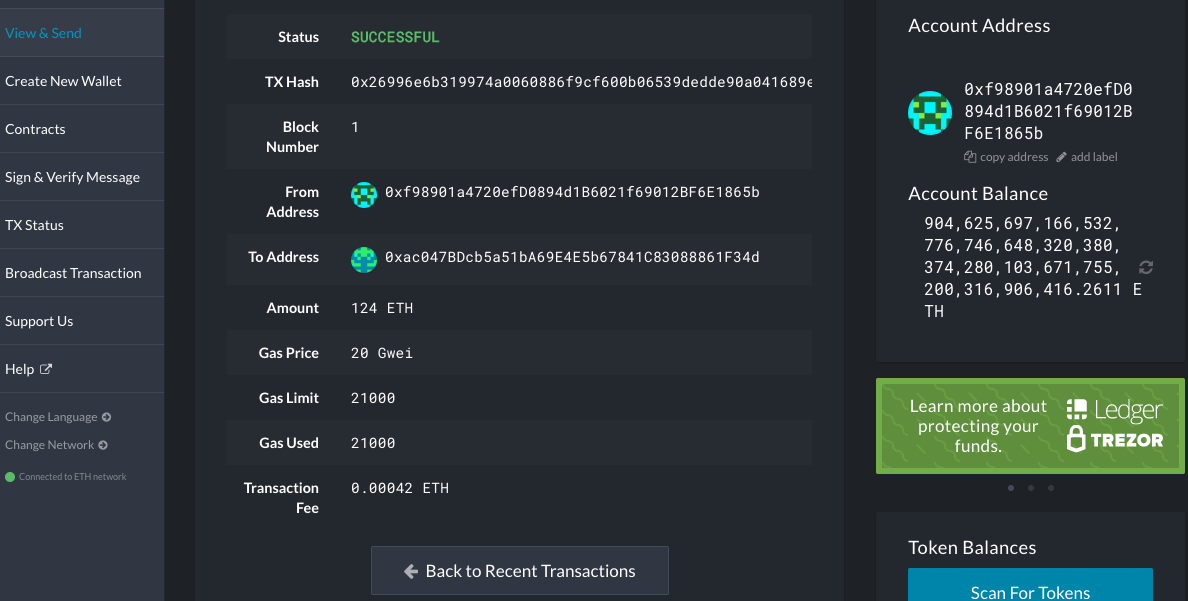 View & Send
Create New Wallet
Contracts
Sign & Verify Message
TX Status
Broadcast Transaction
Support Us
Help
Change Language
Change Network
Connected to ETH network
Status SUCCESSFUL
TX Hash 0x26996e6b319974a0060886f9cf600b06539dedde90a041689e
Block
Number 1
From
Address 0xf98901a4720efD0894d1B6021f69012BF6E1865b
To Address 0xac047BDcb5a51bA69E4E5b67841C83088861F34d
Amount 124 ETH
Gas Price 20 Gwei
Gas Limit 21000
Gas Used 21000
Transaction
Fee 0.00042 ETH
Back to Recent Transactions
Account Address
0xf98901a4720efD0
894d1B6021f69012B
F6E1865b
copy address add label
Account Balance
904,625,697,166,532,
776,746,648,320,380,
374,280,103,671,755,
200,316,906,416.2611 E
TH
Learn more about
protecting your
funds.
Ledger
TREZOR
Token Balances
Scan For Tokens